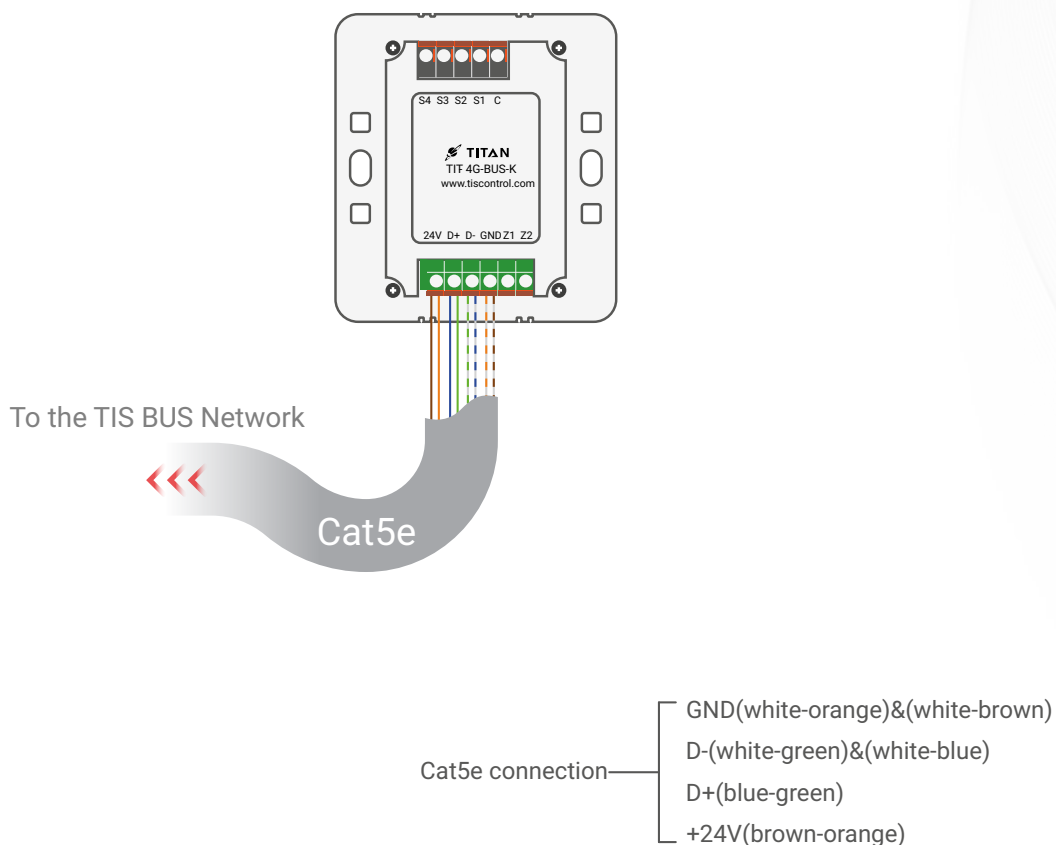 S4 S3 S2 S1 C
TITAN
TIT 4G-BUS-K
www.tiscontrol.com
24V D+ D- GND Z1 Z2
To the TIS BUS Network
Cat5e
GND(white-orange)&(white-brown)
D-(white-green)&(white-blue)
Cat5e connection
D+(blue-green)
+24V(brown-orange)